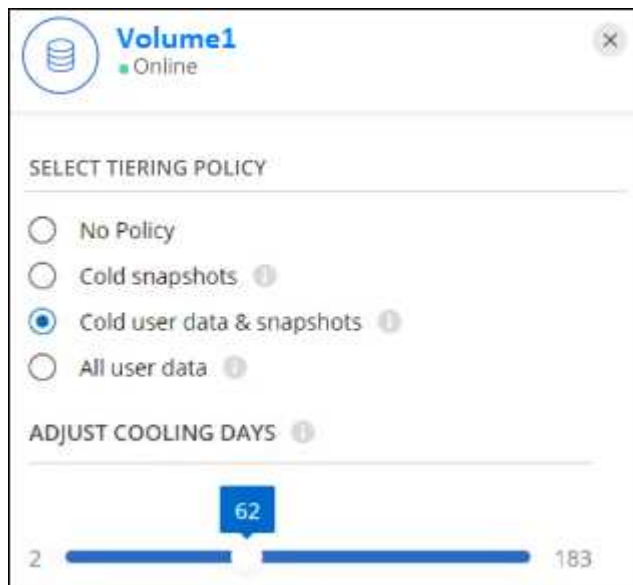 Volume1
Online
SELECT TIERING POLICY
No Policy
Cold snapshots
Cold user data & snapshots
All user data
ADJUST COOLING DAYS
62
2 183